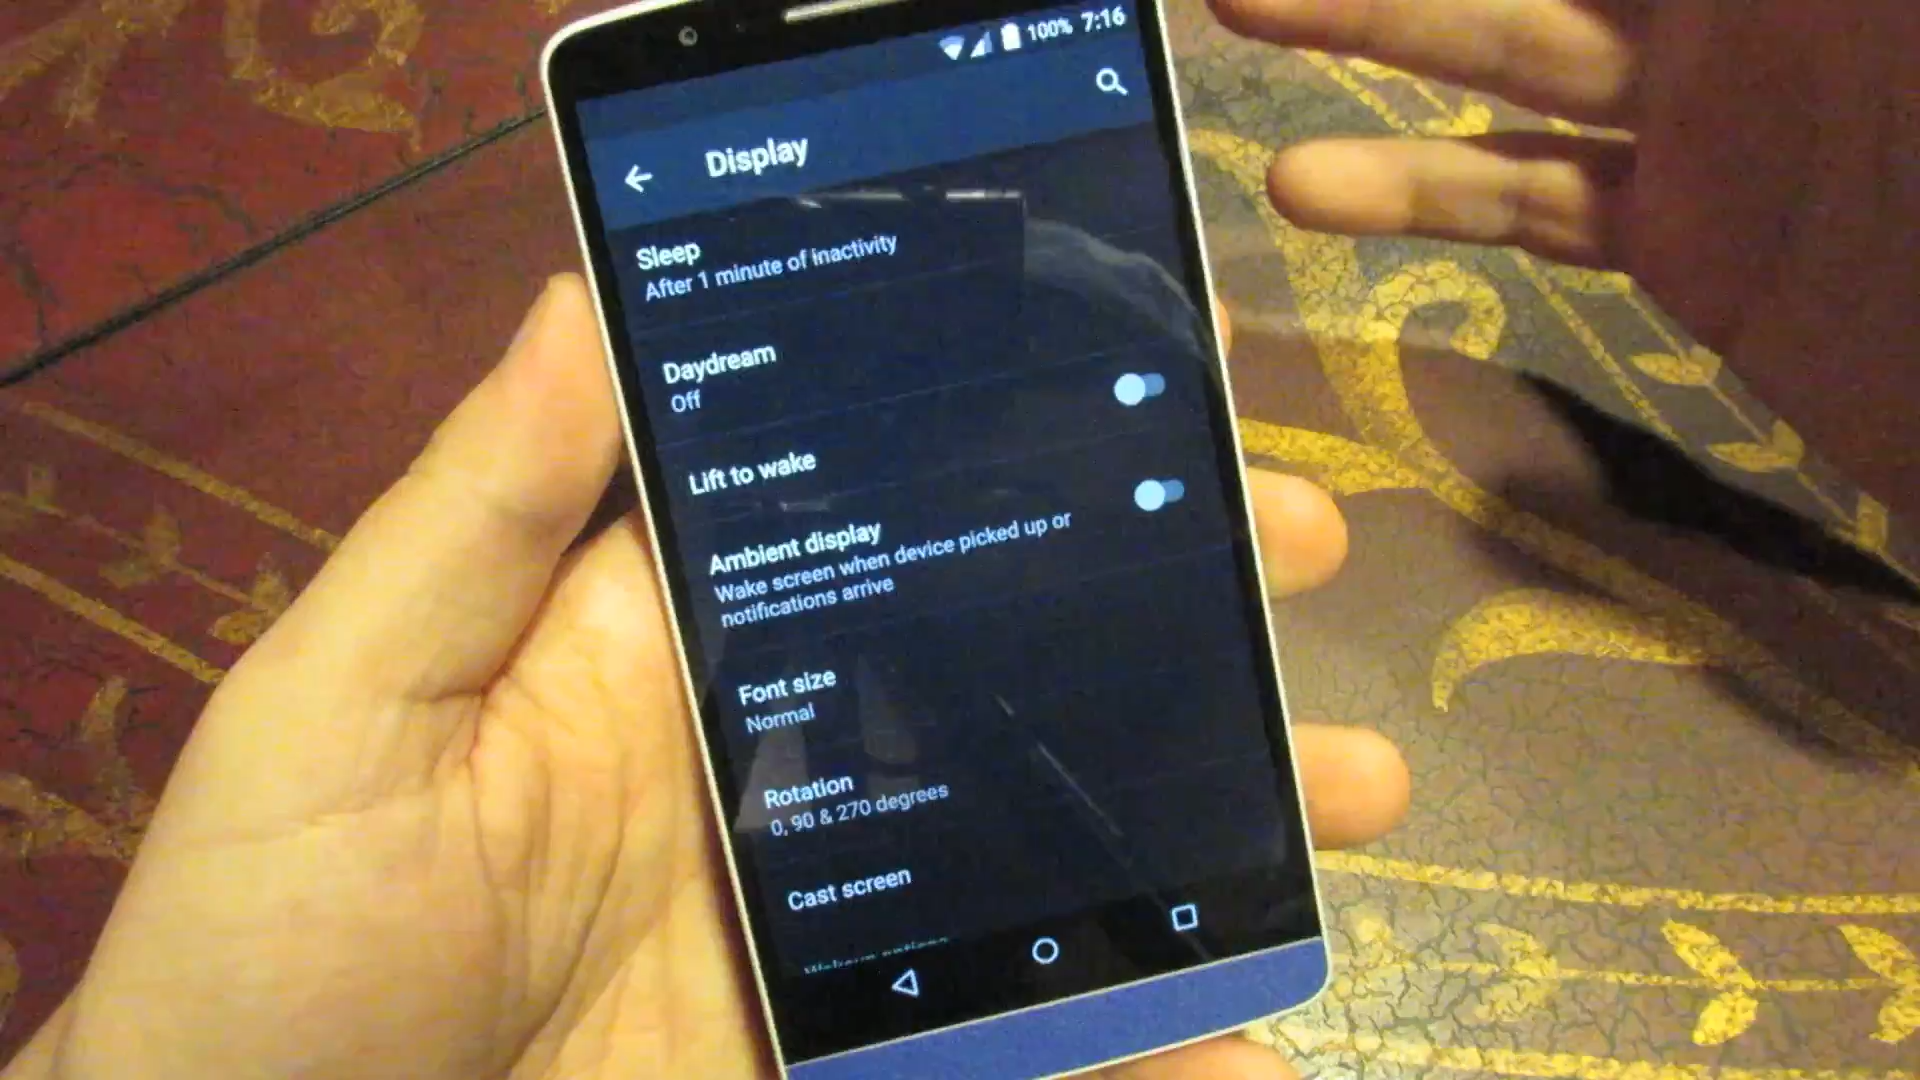 100% 7:16
Display
Sleep
After 1 minute of inactivity
Daydream
Off
Lift to wake
Ambient display
Wake screen when device picked up or
notifications arrive
Font size
Normal
Rotation
0, 90 & 270 degrees
Cast screen